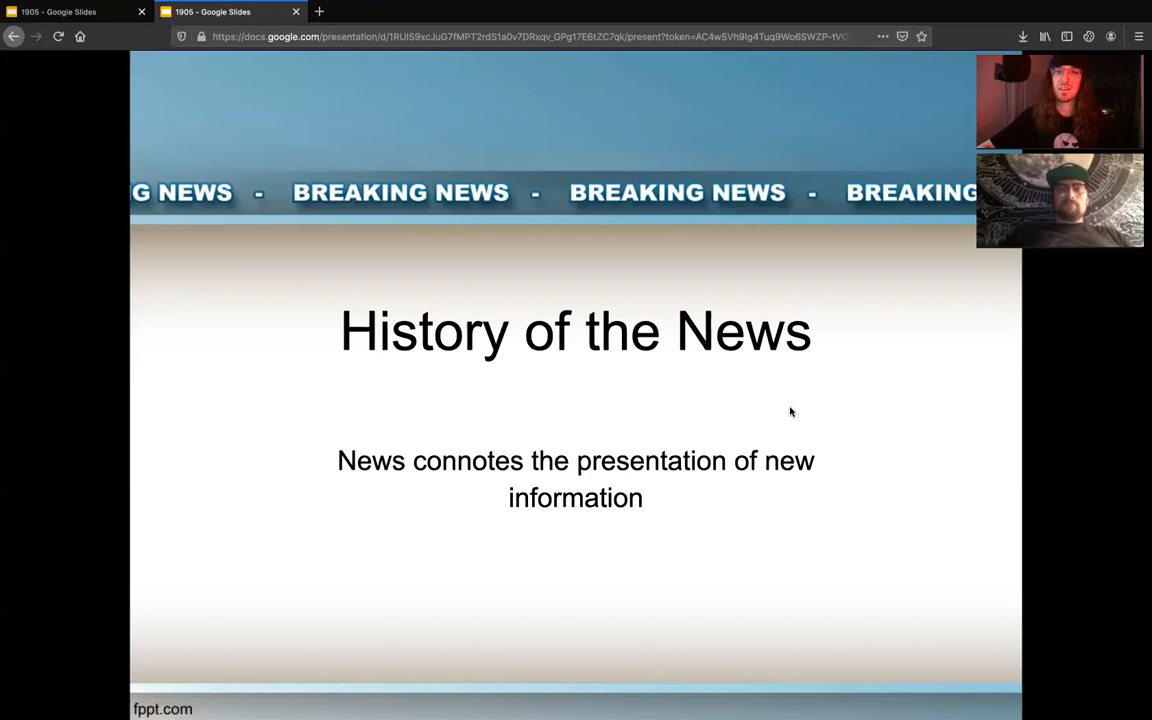 1905 - Google Slides
1905 - Google Slides
G NEWS - BREAKING NEWS - BREAKING NEWS - BREAKING
History of the News
News connotes the presentation of new
information
fppt.com